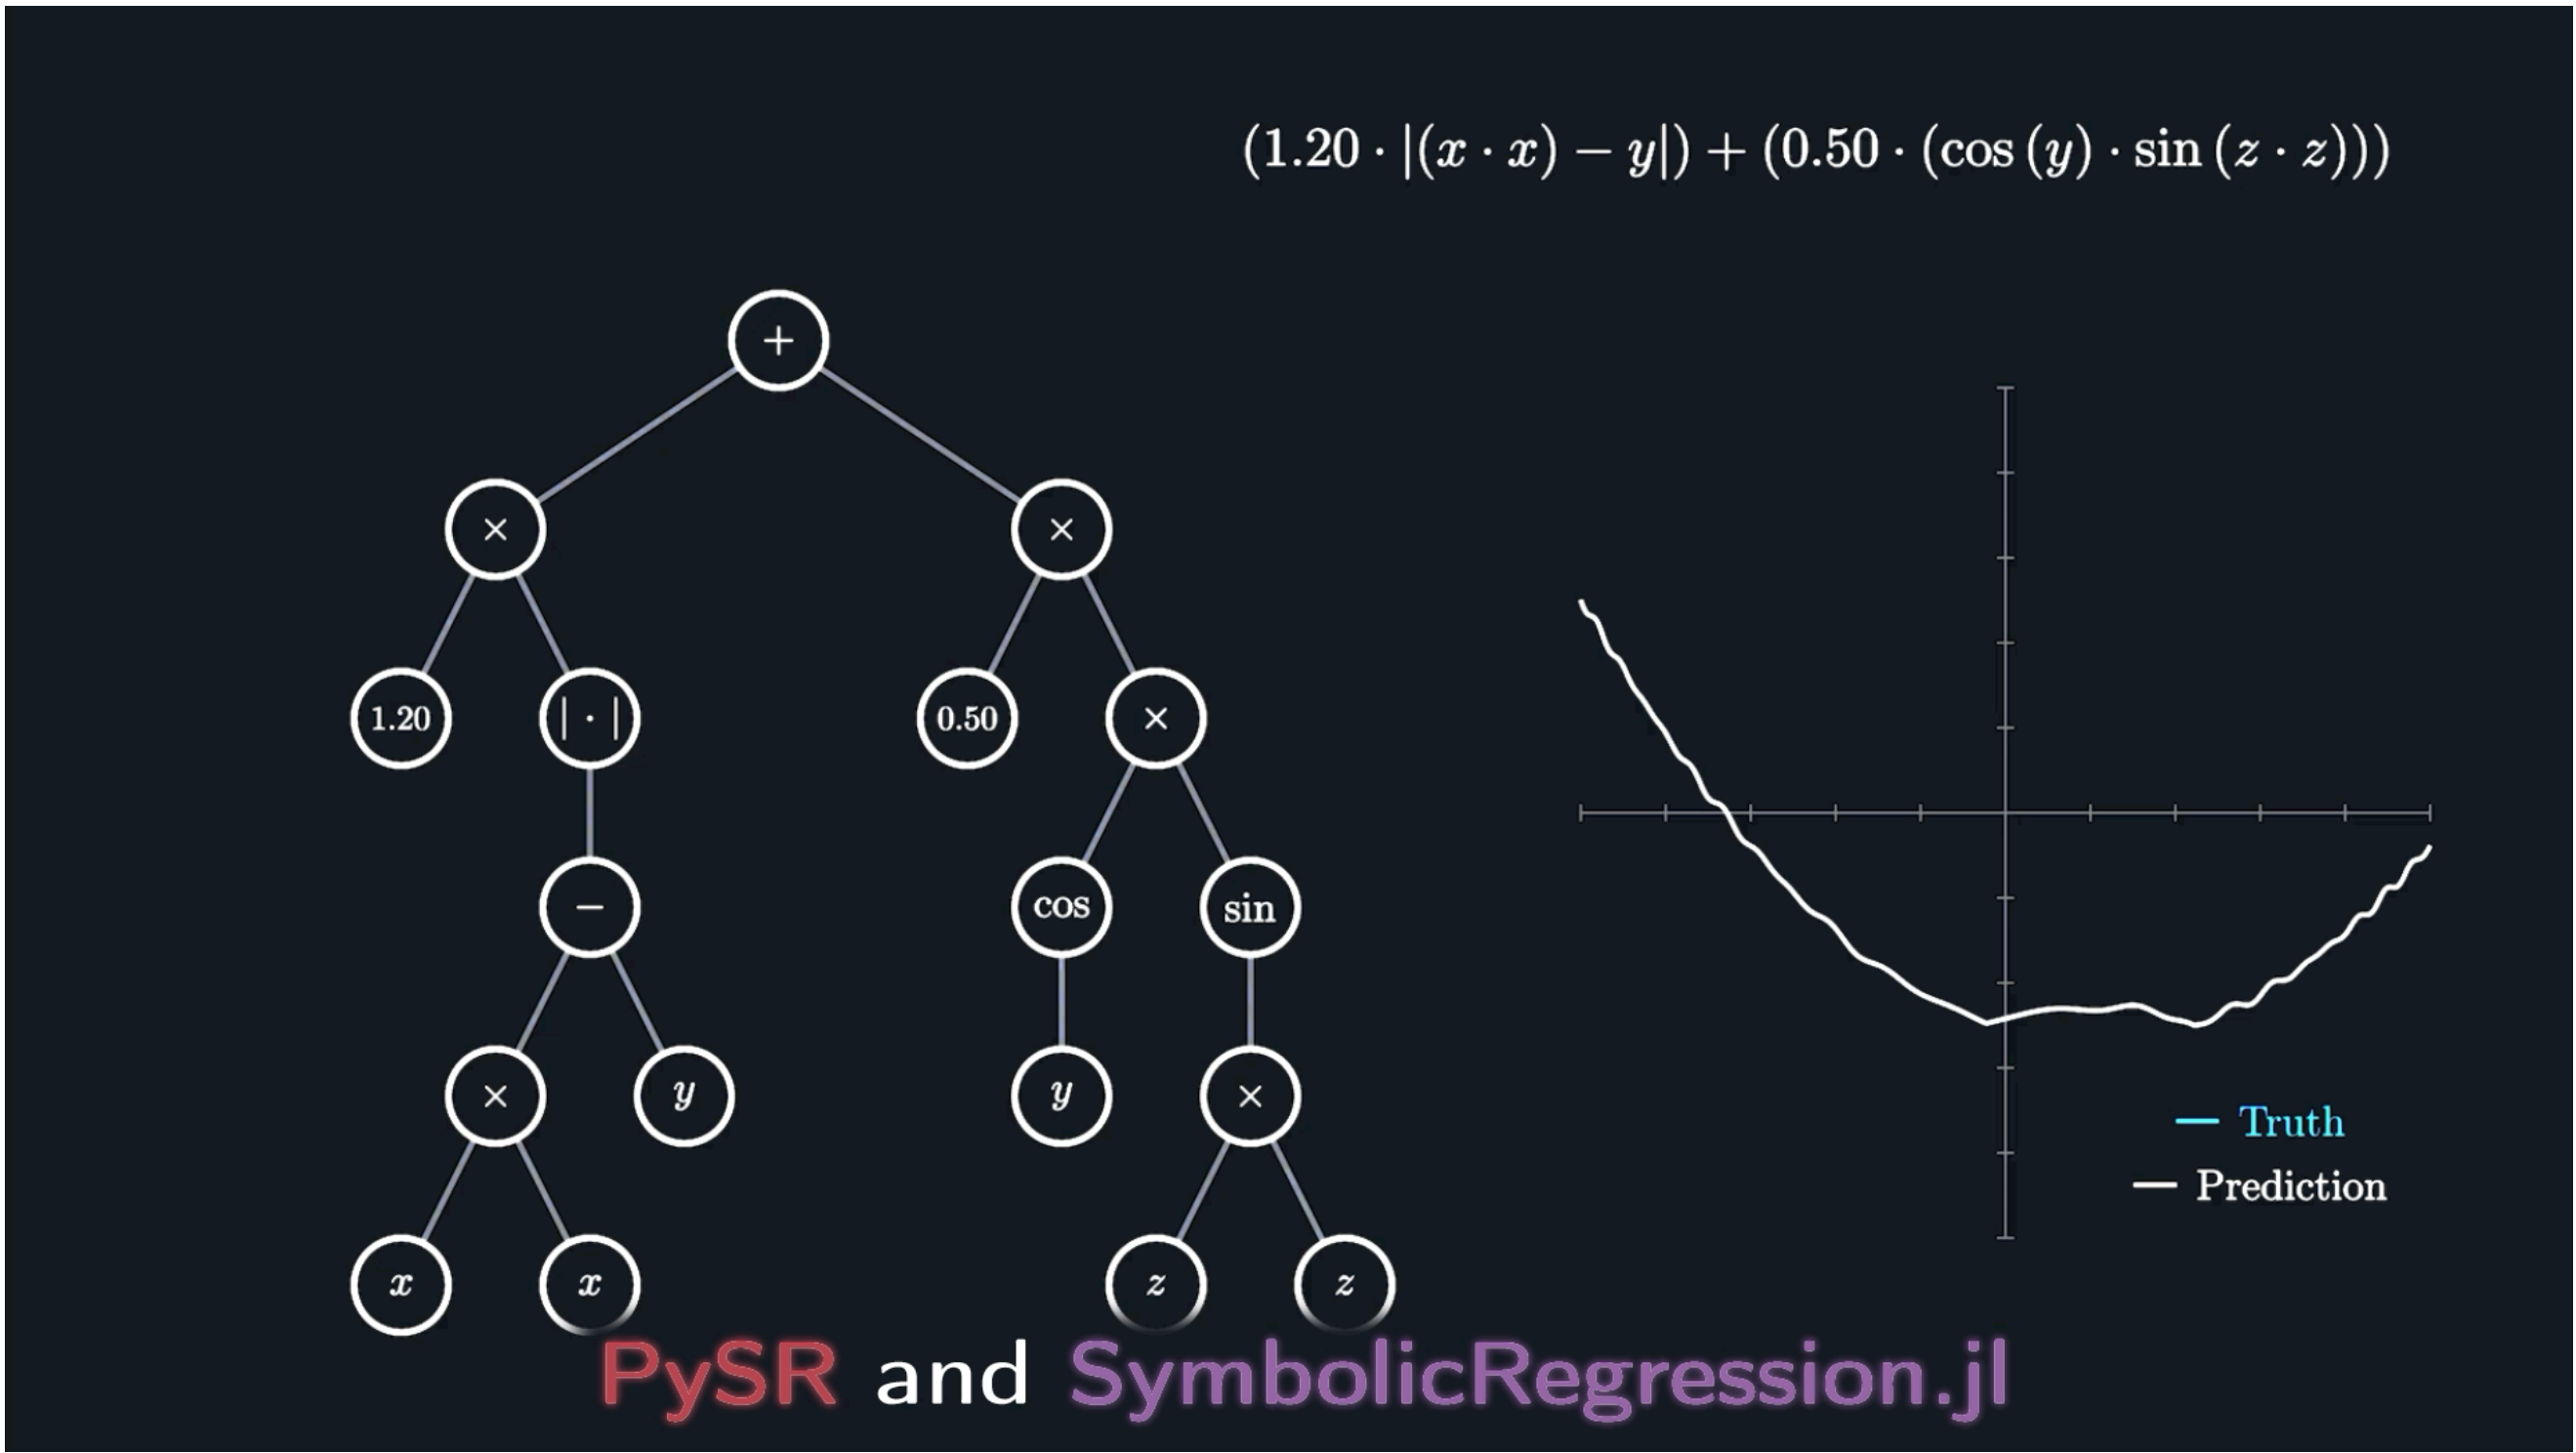 (1.20 · |(x · x) − y|) + (0.50 · (cos (y) · sin (z · z)))
+
× ×
1.20 | · | 0.50 ×
− cos sin
× y y ×
x x z z
Truth
Prediction
PySR and SymbolicRegression.jl